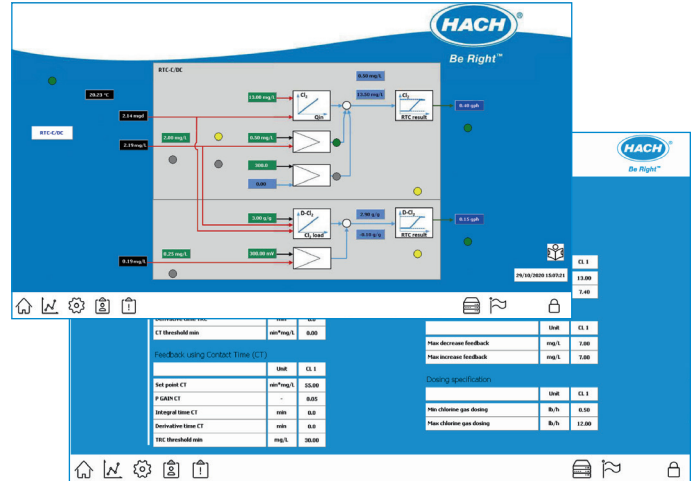 HACH
Be Right™
RTC-C/DC
20.23 °C
RTC-C/DC
2.14 mgd
2.19 mg/L
2.00 mg/L
13.00 mg/L
0.50 mg/L
300.0
0.00
Cl₂
Qin
0.50 mg/L
13.50 mg/L
Cl₂
RTC result
0.40 gph
3.00 g/g
D-Cl₂
Cl₂ load
2.90 g/g
-0.10 g/g
D-Cl₂
RTC result
0.15 gph
0.19 mg/L
0.25 mg/L
300.00 mV
29/10/2020 15:07:21
HACH
Be Right™
CL 1
13.00
7.40
Derivative time TRC min 0.0
CT threshold min min*mg/L 0.00
Feedback using Contact Time (CT)
Unit CL 1
Set point CT min*mg/L 55.00
P GAIN CT - 0.05
Integral time CT min 0.0
Derivative time CT min 0.0
TRC threshold min mg/L 30.00
Unit CL 1
Max decrease feedback mg/L 7.00
Max increase feedback mg/L 7.00
Dosing specification
Unit CL 1
Min chlorine gas dosing lb/h 0.50
Max chlorine gas dosing lb/h 12.00